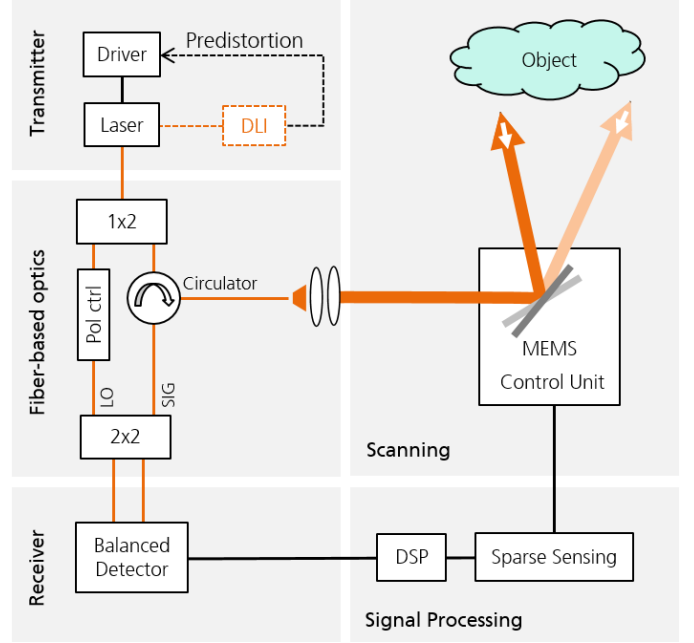 Transmitter
Driver
Predistortion
Laser
DLI
Object
Fiber-based optics
1x2
Circulator
Pol ctrl
LO
SIG
2x2
MEMS
Control Unit
Scanning
Receiver
Balanced
Detector
DSP
Sparse Sensing
Signal Processing